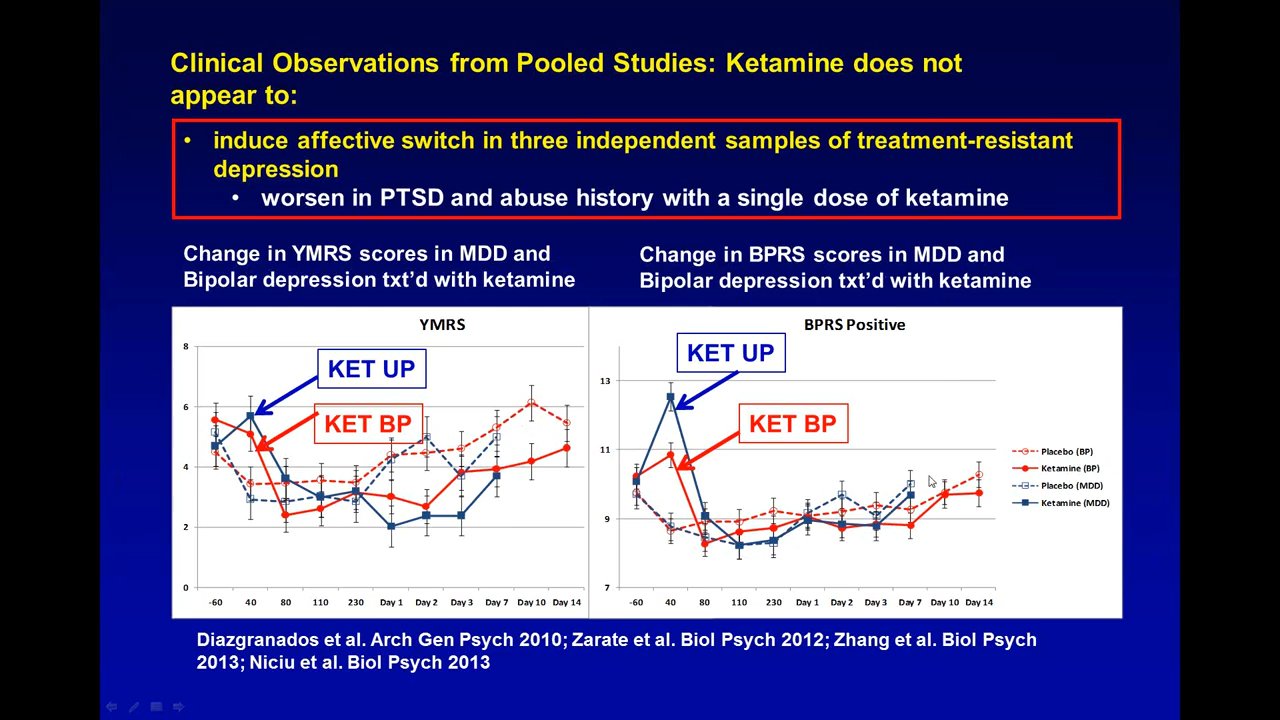 Clinical Observations from Pooled Studies: Ketamine does not
appear to:
• induce affective switch in three independent samples of treatment-resistant
depression
• worsen in PTSD and abuse history with a single dose of ketamine
Change in YMRS scores in MDD and
Bipolar depression txt'd with ketamine
Change in BPRS scores in MDD and
Bipolar depression txt'd with ketamine
YMRS
KET UP
KET BP
8
6
4
2
0
-60 40 80 110 230 Day 1 Day 2 Day 3 Day 7 Day 10 Day 14
BPRS Positive
KET UP
KET BP
13
11
9
7
-60 40 80 110 230 Day 1 Day 2 Day 3 Day 7 Day 10 Day 14
Placebo (BP)
Ketamine (BP)
Placebo (MDD)
Ketamine (MDD)
Diazgranados et al. Arch Gen Psych 2010; Zarate et al. Biol Psych 2012; Zhang et al. Biol Psych
2013; Niciu et al. Biol Psych 2013